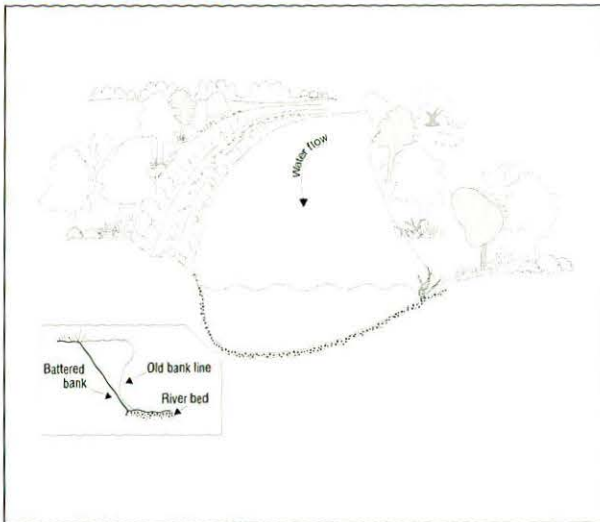 Water flow
Battered
bank
Old bank line
River bed